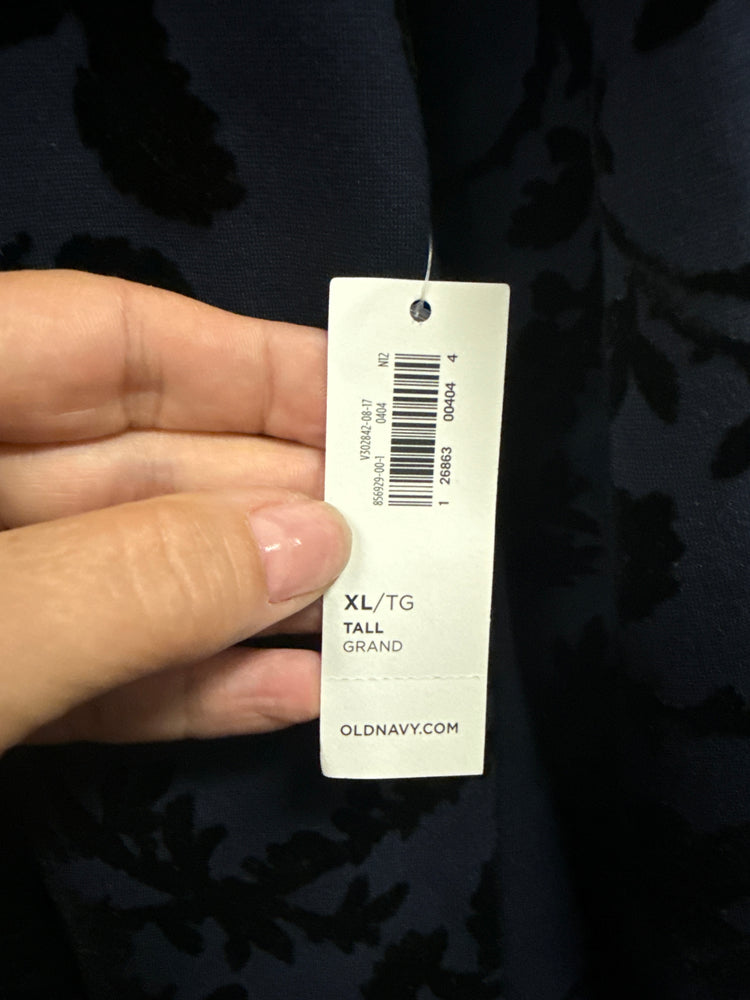 V302842-08-17 N12
856929-00-1 0404
1 26863 00404 4
XL/TG
TALL
GRAND
OLDNAVY.COM